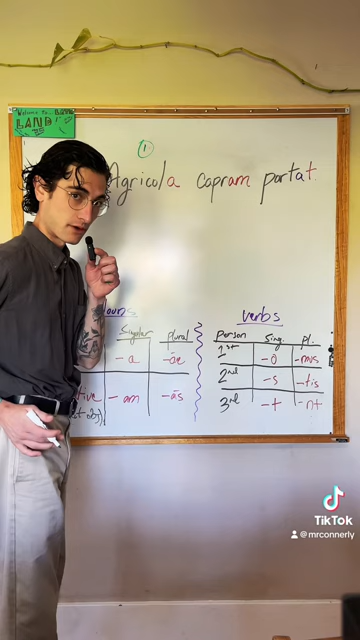 Welcome to
LAND!
①
Agricola capram portat.
verbs
Singular plural
- a -ae
- am -ās
person sing. pl.
1st -ō -mus
2nd -s -tis
3rd -t -nt
TikTok
@mrconnerly